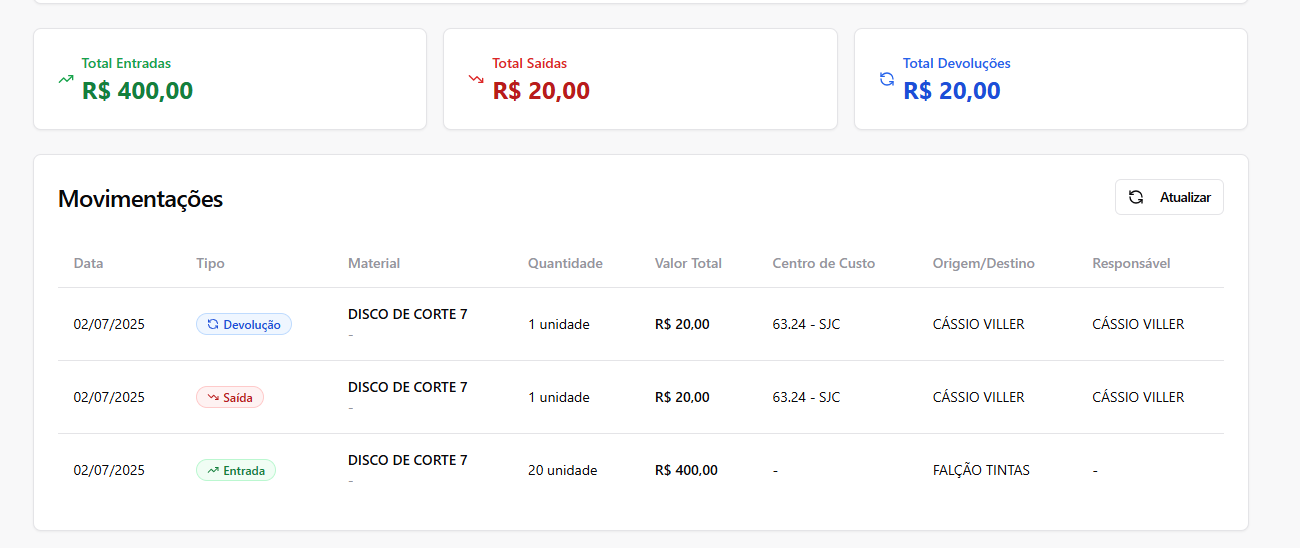 Total Entradas
R$ 400,00
Total Saídas
R$ 20,00
Total Devoluções
R$ 20,00
Movimentações
Atualizar
Data Tipo Material Quantidade Valor Total Centro de Custo Origem/Destino Responsável
02/07/2025 Devolução DISCO DE CORTE 7 1 unidade R$ 20,00 63.24 - SJC CÁSSIO VILLER CÁSSIO VILLER
-
02/07/2025 Saída DISCO DE CORTE 7 1 unidade R$ 20,00 63.24 - SJC CÁSSIO VILLER CÁSSIO VILLER
-
02/07/2025 Entrada DISCO DE CORTE 7 20 unidade R$ 400,00 - FALÇÃO TINTAS -
-